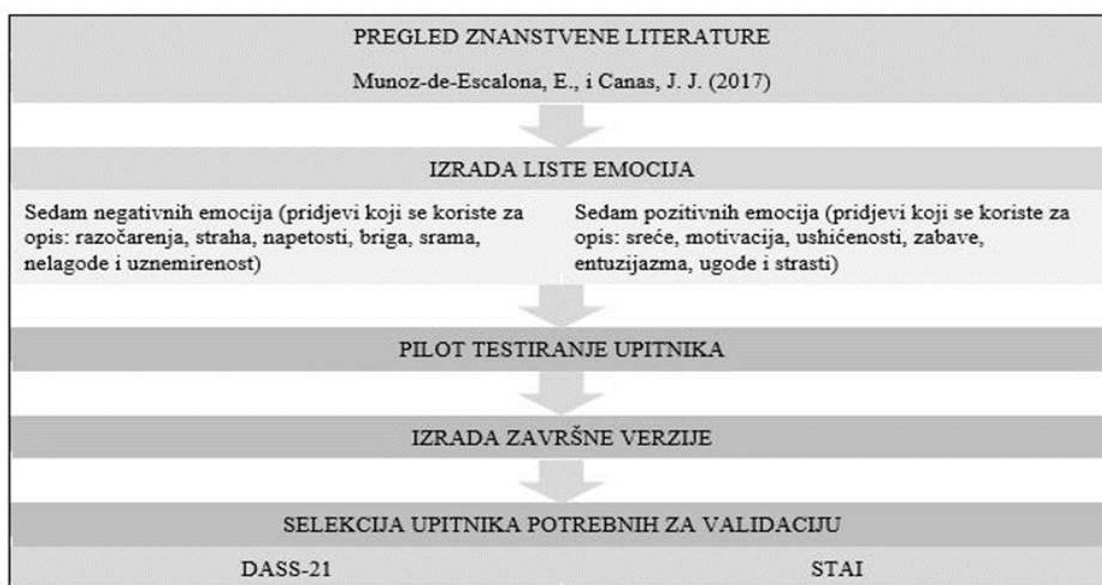 PREGLED ZNANSTVENE LITERATURE
Munoz-de-Escalona, E., i Canas, J. J. (2017)
IZRADA LISTE EMOCIJA
Sedam negativnih emocija (pridjevi koji se koriste za
opis: razočarenja, straha, napetosti, briga, srama,
nelagode i uznemirenost)
Sedam pozitivnih emocija (pridjevi koji se koriste za
opis: sreće, motivacija, ushićenosti, zabave,
entuzijazma, ugode i strasti)
PILOT TESTIRANJE UPITNIKA
IZRADA ZAVRŠNE VERZIJE
SELEKCIJA UPITNIKA POTREBNIH ZA VALIDACIJU
DASS-21
STAI